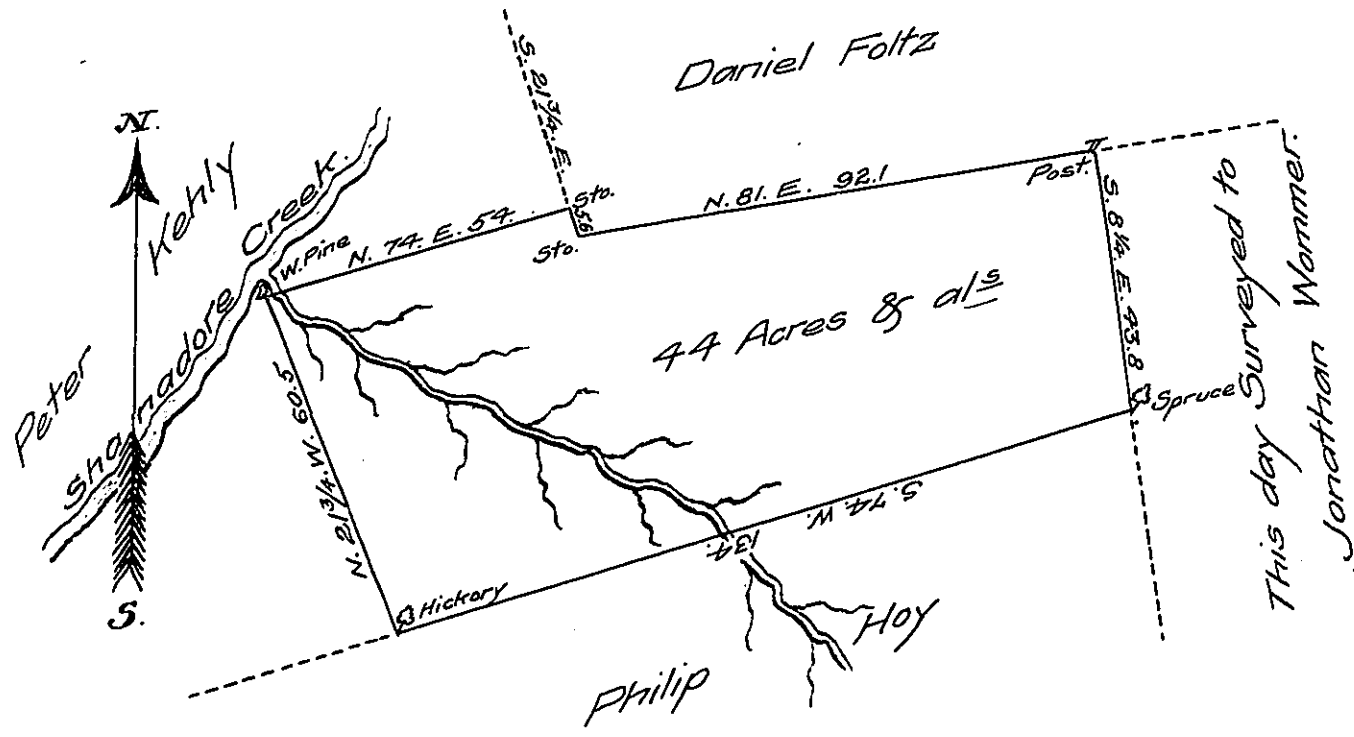 Daniel Foltz
S. 21 3/4. E.
N.
Peter Kehly
Shanadore Creek.
W. Pine
N. 74. E. 54.
Sto.
5.6
Sto.
N. 81. E. 92.1
Post.
S. 8 1/4. E. 43.8
Spruce
44 Acres & al<u>s</u>
This day Surveyed to
Jonathan Wommer.
N. 21 3/4. W. 60.5
Hickory
S. 74. W.
134.
S.
Philip Hoy